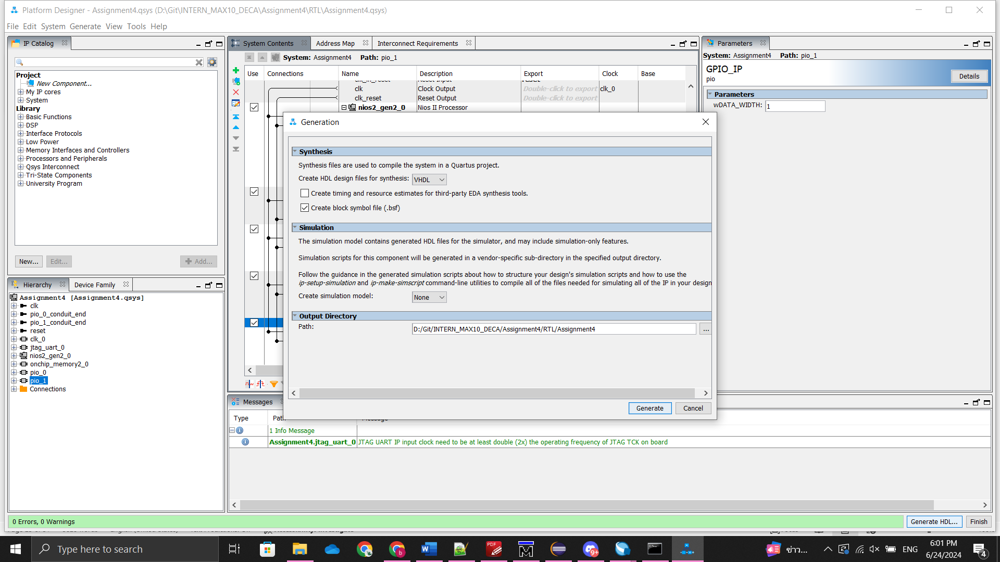 Platform Designer - Assignment4.qsys (D:\Git\INTERN_MAX10_DECA\Assignment4\RTL\Assignment4.qsys)
File Edit System Generate View Tools Help
IP Catalog
Project
New Component...
My IP cores
System
Library
Basic Functions
DSP
Interface Protocols
Low Power
Memory Interfaces and Controllers
Processors and Peripherals
Qsys Interconnect
Tri-State Components
University Program
New... Edit... Add...
Hierarchy Device Family
Assignment4 [Assignment4.qsys]
clk
pio_0_conduit_end
pio_1_conduit_end
reset
clk_0
jtag_uart_0
nios2_gen2_0
onchip_memory2_0
pio_0
pio_1
Connections
System Contents Address Map Interconnect Requirements
System: Assignment4 Path: pio_1
Use Connections Name Description Export Clock Base
clk_in_reset Reset Input reset
clk Clock Output Double-click to export clk_0
clk_reset Reset Output Double-click to export
nios2_gen2_0 Nios II Processor
Parameters
System: Assignment4 Path: pio_1
GPIO_IP
pio
Details
Parameters
wDATA_WIDTH: 1
Generation
Synthesis
Synthesis files are used to compile the system in a Quartus project.
Create HDL design files for synthesis: VHDL
Create timing and resource estimates for third-party EDA synthesis tools.
Create block symbol file (.bsf)
Simulation
The simulation model contains generated HDL files for the simulator, and may include simulation-only features.
Simulation scripts for this component will be generated in a vendor-specific sub-directory in the specified output directory.
Follow the guidance in the generated simulation scripts about how to structure your design's simulation scripts and how to use the
ip-setup-simulation and ip-make-simscript command-line utilities to compile all of the files needed for simulating all of the IP in your design
Create simulation model: None
Output Directory
Path: D:/Git/INTERN_MAX10_DECA/Assignment4/RTL/Assignment4 ...
Generate Cancel
Messages
Type Path Message
1 Info Message
Assignment4.jtag_uart_0 JTAG UART IP input clock need to be at least double (2x) the operating frequency of JTAG TCK on board
0 Errors, 0 Warnings
Generate HDL... Finish
Type here to search
PDF
9+
ข่าว...
ENG
6:01 PM
6/24/2024
4